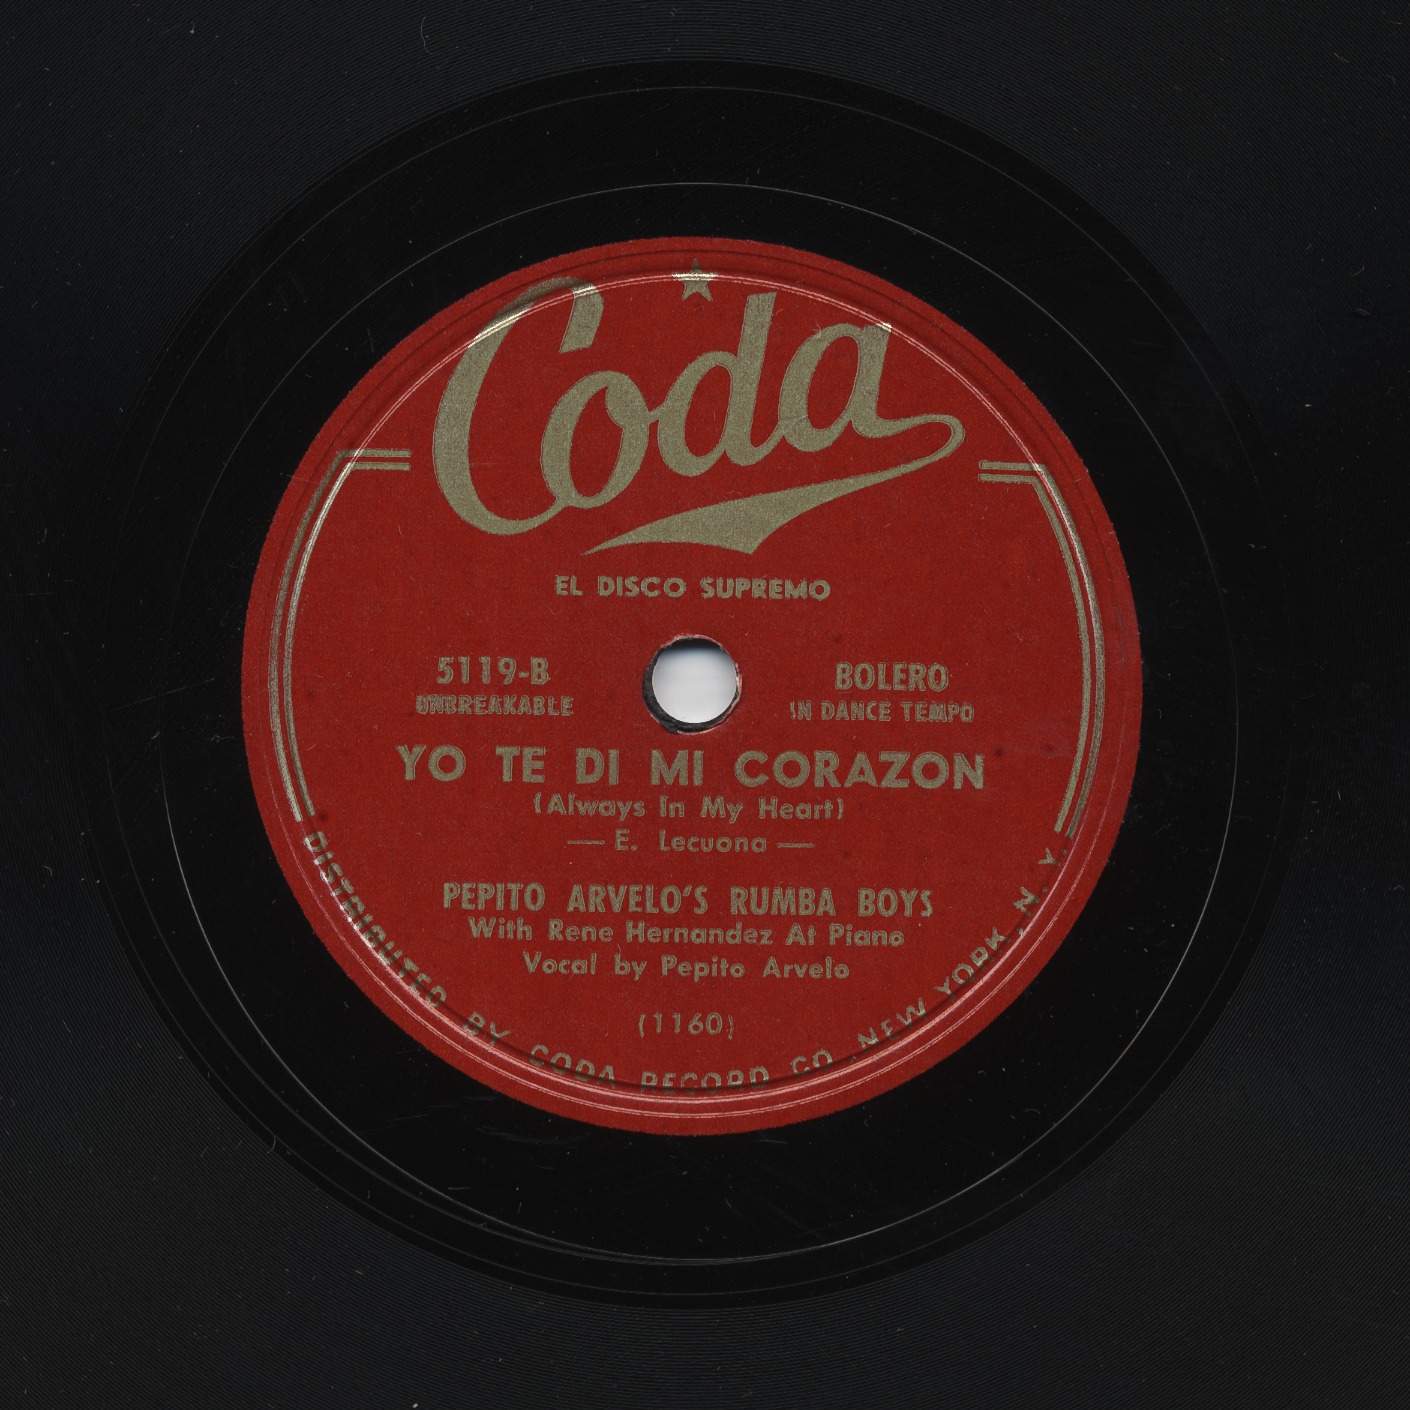 Coda
EL DISCO SUPREMO
5119-B
UNBREAKABLE
BOLERO
IN DANCE TEMPO
YO TE DI MI CORAZON
(Always In My Heart)
— E. Lecuona —
PEPITO ARVELO'S RUMBA BOYS
With Rene Hernandez At Piano
Vocal by Pepito Arvelo
(1160)
DISTRIBUTED BY CODA RECORD CO. NEW YORK, N. Y.